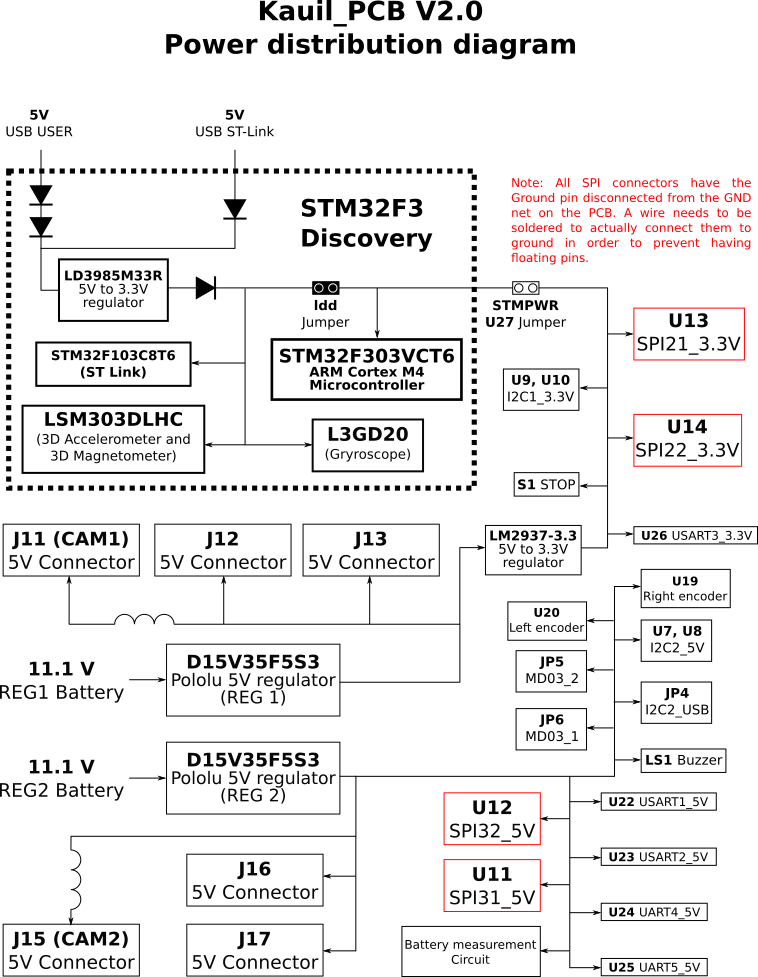 Kauil_PCB V2.0
Power distribution diagram
5V
USB USER
5V
USB ST-Link
STM32F3
Discovery
Note: All SPI connectors have the
Ground pin disconnected from the GND
net on the PCB. A wire needs to be
soldered to actually connect them to
ground in order to prevent having
floating pins.
LD3985M33R
5V to 3.3V
regulator
Idd
Jumper
STMPWR
U27 Jumper
STM32F103C8T6
(ST Link)
STM32F303VCT6
ARM Cortex M4
Microcontroller
LSM303DLHC
(3D Accelerometer and
3D Magnetometer)
L3GD20
(Gryroscope)
U13
SPI21_3.3V
U9, U10
I2C1_3.3V
U14
SPI22_3.3V
S1 STOP
U26 USART3_3.3V
J11 (CAM1)
5V Connector
J12
5V Connector
J13
5V Connector
LM2937-3.3
5V to 3.3V
regulator
U19
Right encoder
U20
Left encoder
U7, U8
I2C2_5V
JP5
MD03_2
JP4
I2C2_USB
JP6
MD03_1
LS1 Buzzer
11.1 V
REG1 Battery
D15V35F5S3
Pololu 5V regulator
(REG 1)
11.1 V
REG2 Battery
D15V35F5S3
Pololu 5V regulator
(REG 2)
U12
SPI32_5V
U22 USART1_5V
U11
SPI31_5V
U23 USART2_5V
J16
5V Connector
U24 UART4_5V
J15 (CAM2)
5V Connector
J17
5V Connector
Battery measurement
Circuit
U25 UART5_5V